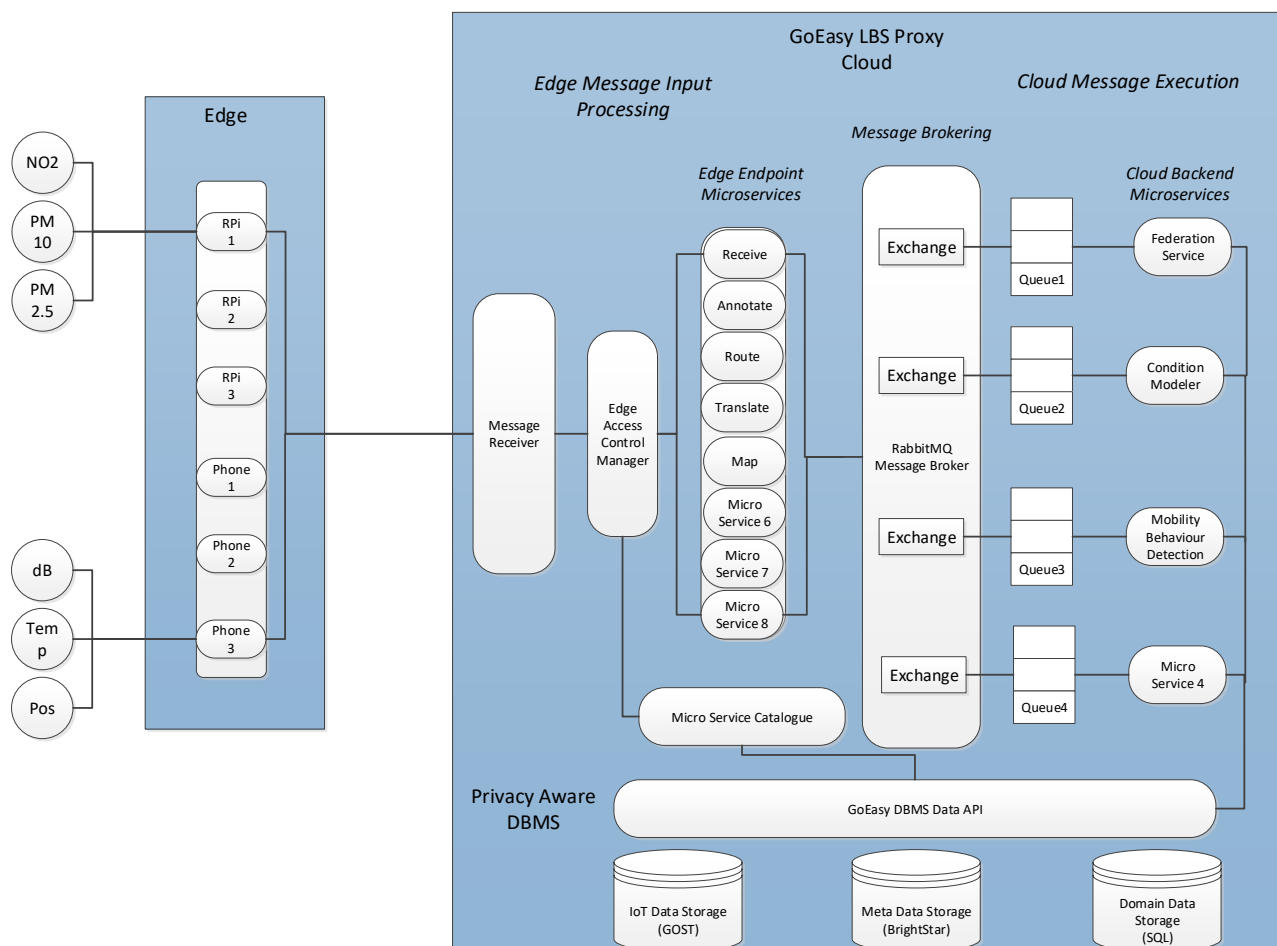 GoEasy LBS Proxy
Cloud
Edge Message Input
Processing
Cloud Message Execution
Edge
Message Brokering
Edge Endpoint
Microservices
Cloud Backend
Microservices
NO2
PM
10
PM
2.5
RPi
1
RPi
2
RPi
3
Phone
1
Phone
2
Phone
3
dB
Tem
p
Pos
Message
Receiver
Edge
Access
Control
Manager
Receive
Annotate
Route
Translate
Map
Micro
Service 6
Micro
Service 7
Micro
Service 8
Exchange
Exchange
RabbitMQ
Message Broker
Exchange
Exchange
Queue1
Queue2
Queue3
Queue4
Federation
Service
Condition
Modeler
Mobility
Behaviour
Detection
Micro
Service 4
Micro Service Catalogue
Privacy Aware
DBMS
GoEasy DBMS Data API
IoT Data Storage
(GOST)
Meta Data Storage
(BrightStar)
Domain Data
Storage
(SQL)